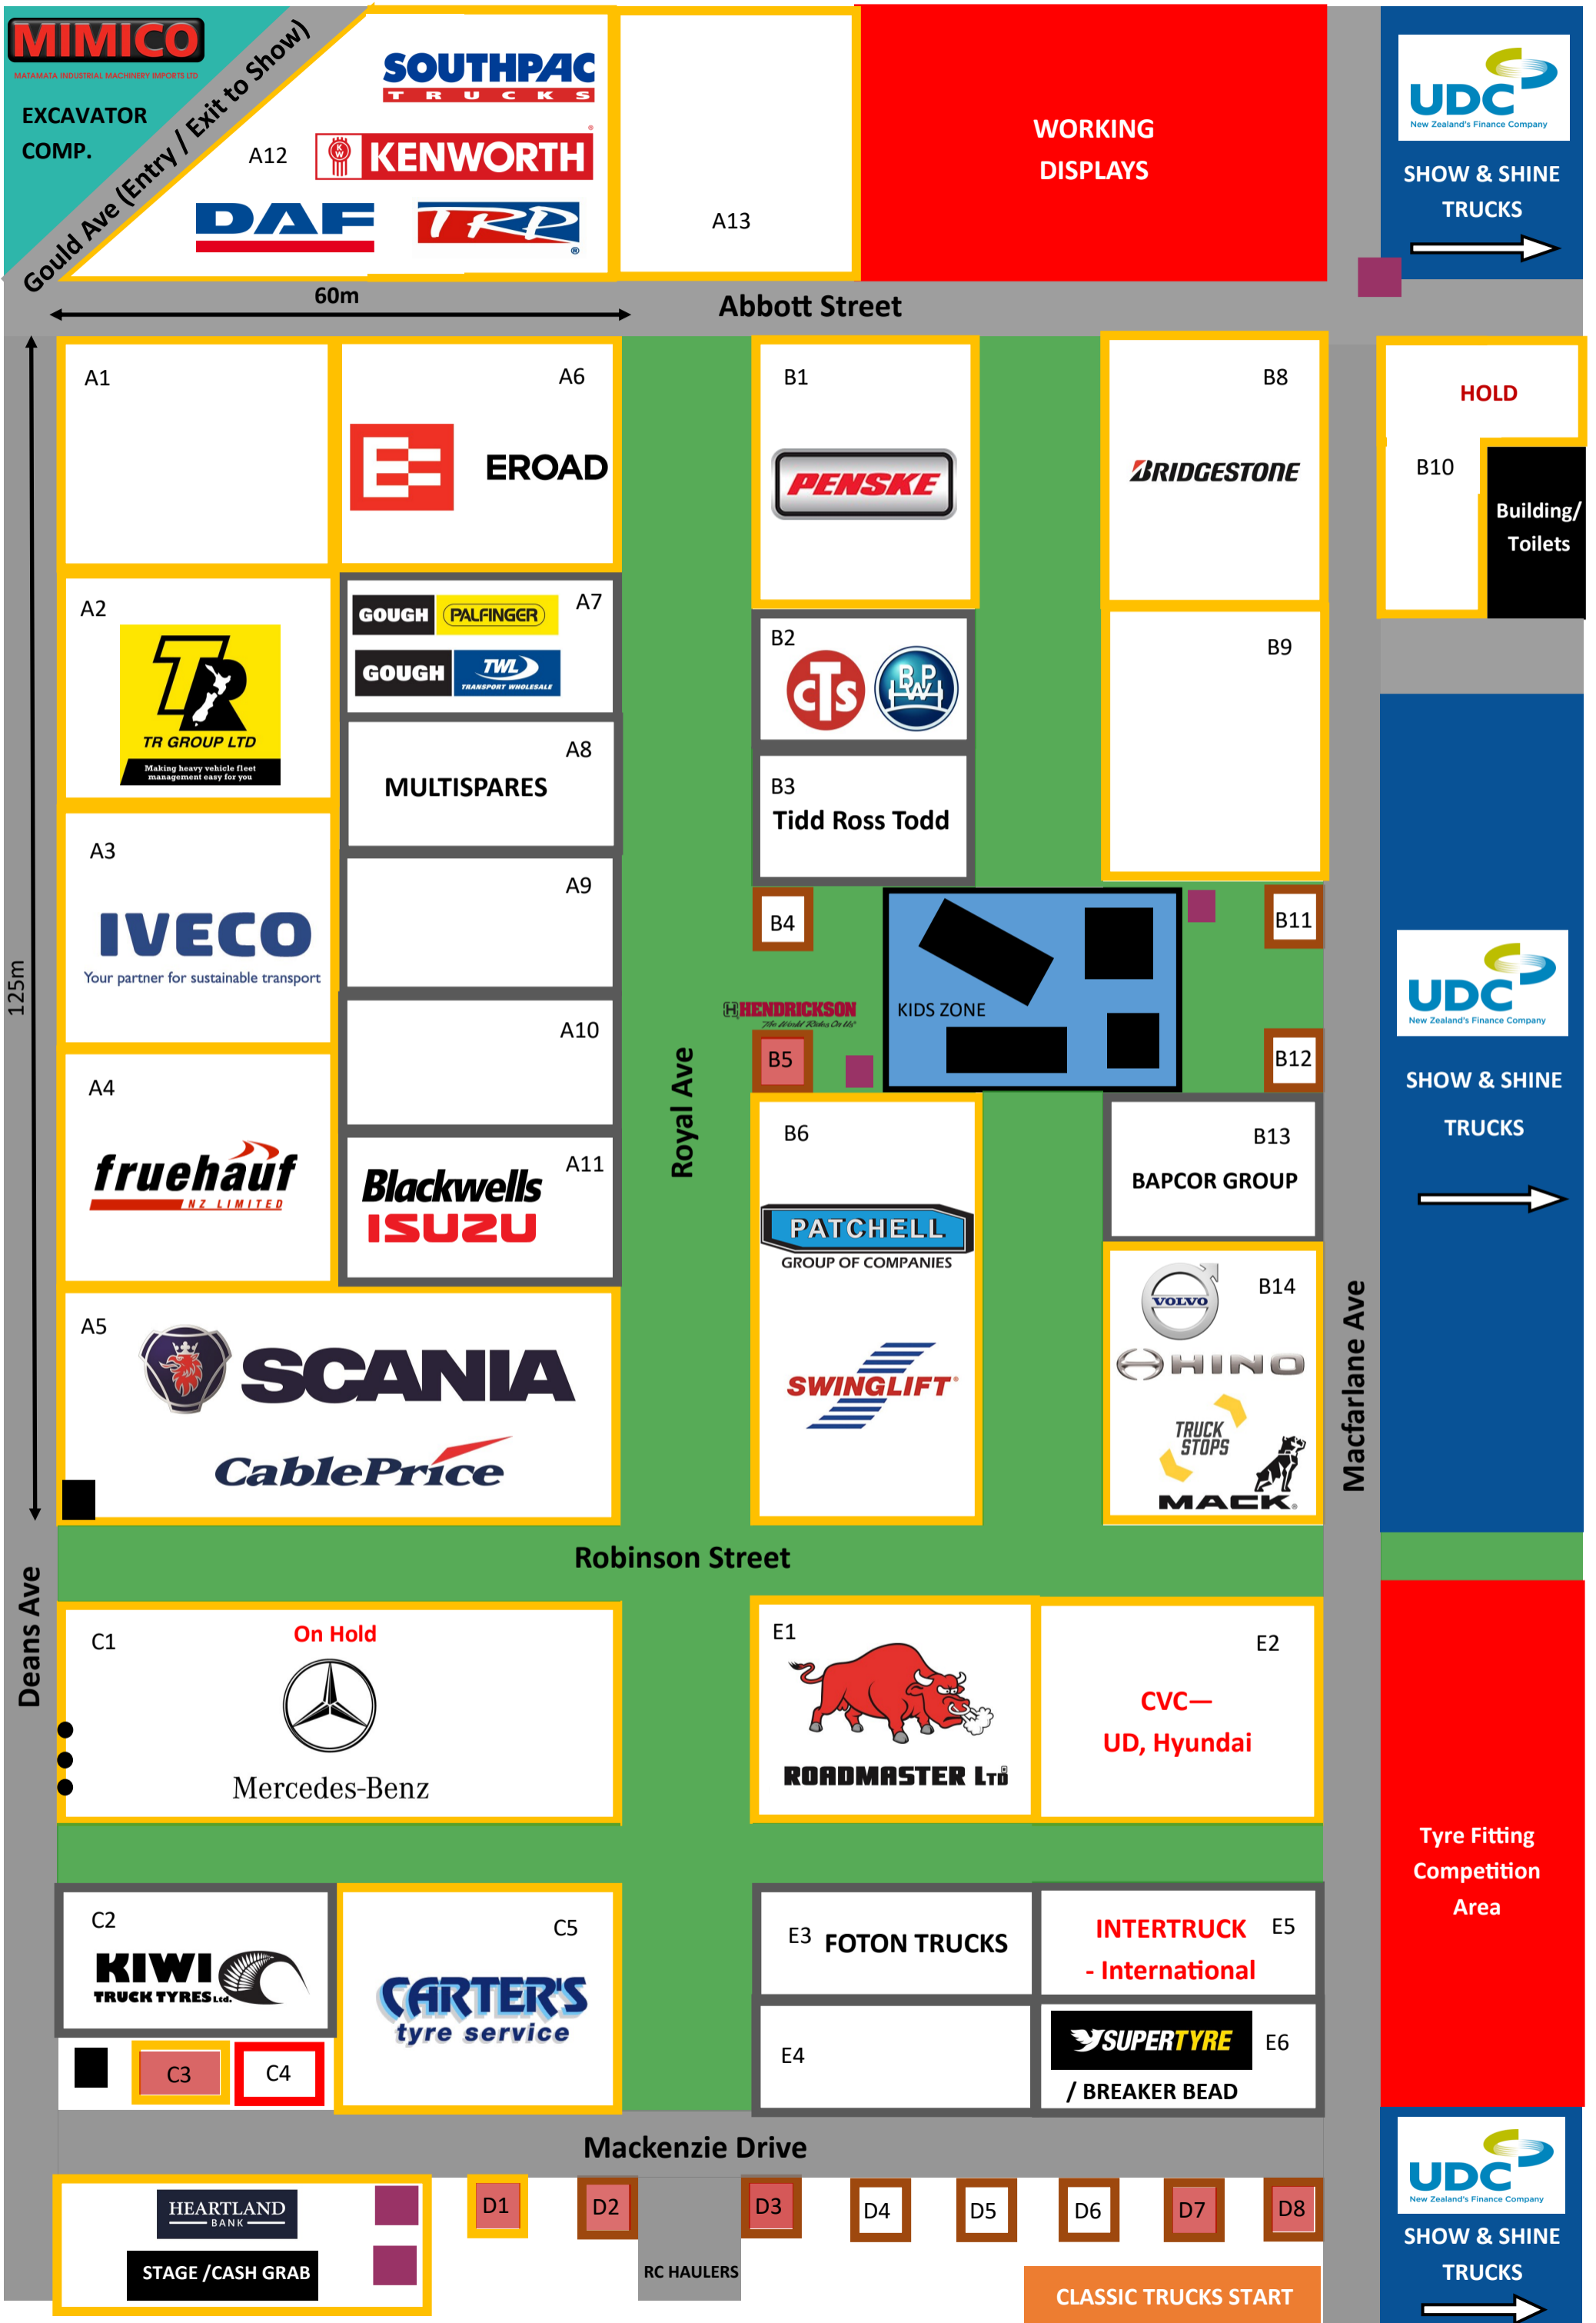 MIMICO
MATAMATA INDUSTRIAL MACHINERY IMPORTS LTD
EXCAVATOR
COMP.
Gould Ave (Entry / Exit to Show)
SOUTHPAC
TRUCKS
A12
KENWORTH
DAF
TRP
A13
WORKING
DISPLAYS
UDC
New Zealand's Finance Company
SHOW & SHINE
TRUCKS
60m
Abbott Street
125m
A1
A6
EROAD
B1
PENSKE
B8
BRIDGESTONE
HOLD
B10
Building/
Toilets
A2
TR
TR GROUP LTD
Making heavy vehicle fleet
management easy for you
A7
GOUGH PALFINGER
GOUGH TWL
TRANSPORT WHOLESALE
B2
CTS
BPW
B9
A8
MULTISPARES
B3
Tidd Ross Todd
A3
IVECO
Your partner for sustainable transport
A9
B4
B11
KIDS ZONE
HENDRICKSON
The World Rides On Us
B5
B12
A10
Royal Ave
UDC
New Zealand's Finance Company
SHOW & SHINE
TRUCKS
A4
fruehauf
NZ LIMITED
A11
Blackwells
ISUZU
B6
PATCHELL
GROUP OF COMPANIES
SWINGLIFT
B13
BAPCOR GROUP
B14
VOLVO
HINO
TRUCK
STOPS
MACK
Macfarlane Ave
A5
SCANIA
CablePrice
Robinson Street
Deans Ave
C1
On Hold
Mercedes-Benz
E1
ROADMASTER LTD
E2
CVC—
UD, Hyundai
Tyre Fitting
Competition
Area
C2
KIWI
TRUCK TYRES Ltd.
C5
CARTER'S
tyre service
E3 FOTON TRUCKS
INTERTRUCK E5
- International
C3
C4
E4
SUPERTYRE E6
/ BREAKER BEAD
Mackenzie Drive
HEARTLAND
BANK
STAGE /CASH GRAB
D1
D2
D3
D4
D5
D6
D7
D8
RC HAULERS
CLASSIC TRUCKS START
UDC
New Zealand's Finance Company
SHOW & SHINE
TRUCKS